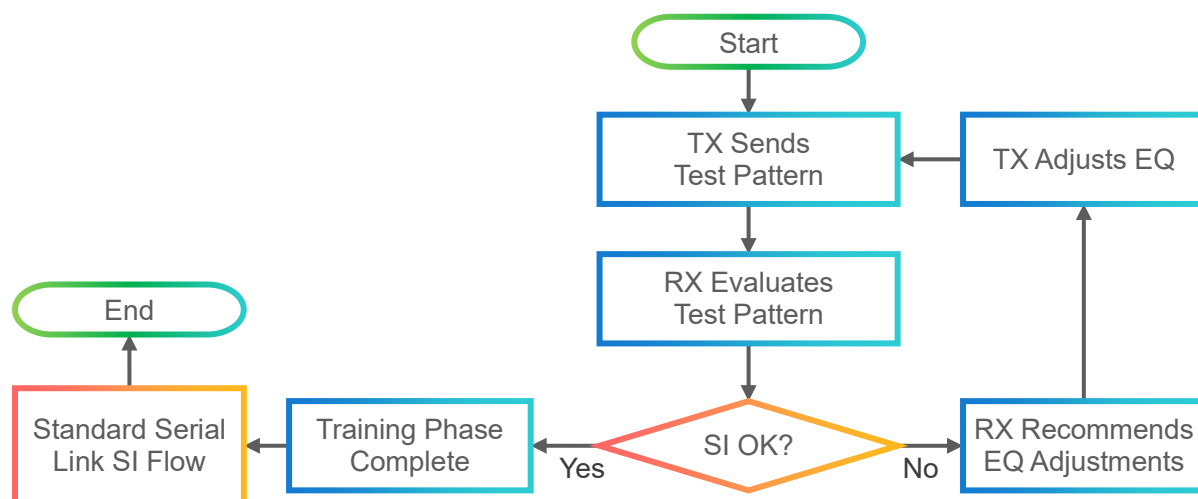 Start
TX Sends
Test Pattern
TX Adjusts EQ
RX Evaluates
Test Pattern
End
Standard Serial
Link SI Flow
Training Phase
Complete
Yes
SI OK?
No
RX Recommends
EQ Adjustments